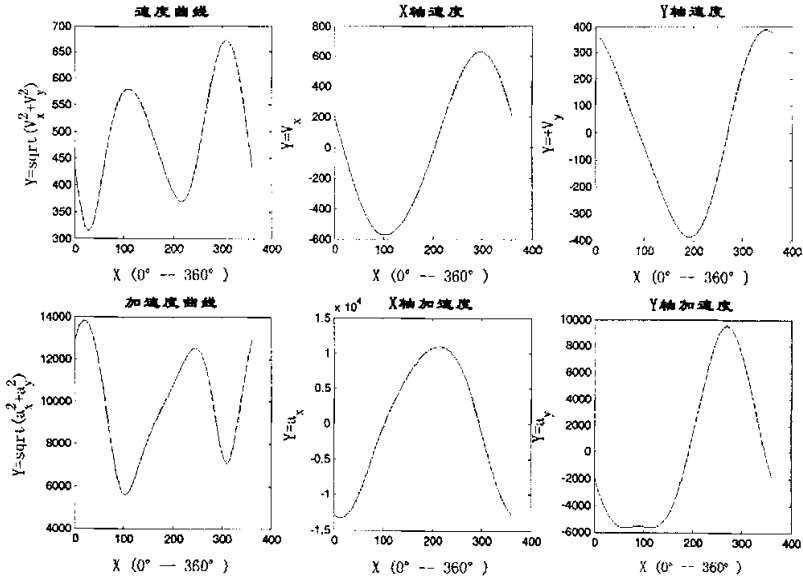 速度曲线
Y=sqrt(V_x^2+V_y^2)
700
650
600
550
500
450
400
350
300
0 100 200 300 400
X (0° -- 360° )
X轴速度
Y=V_x
800
600
400
200
0
-200
-400
-600
0 100 200 300 400
X (0° -- 360° )
Y轴速度
Y=+V_y
400
300
200
100
0
-100
-200
-300
-400
0 100 200 300 400
X (0° -- 360° )
加速度曲线
Y=sqrt(a_x^2+a_y^2)
14000
12000
10000
8000
6000
4000
0 100 200 300 400
X (0° -- 360° )
X轴加速度
× 10^4
Y=a_x
1.5
1
0.5
0
-0.5
-1
-1.5
0 100 200 300 400
X (0° -- 360° )
Y轴加速度
Y=a_y
10000
8000
6000
4000
2000
0
-2000
-4000
-6000
0 100 200 300 400
X (0° -- 360° )